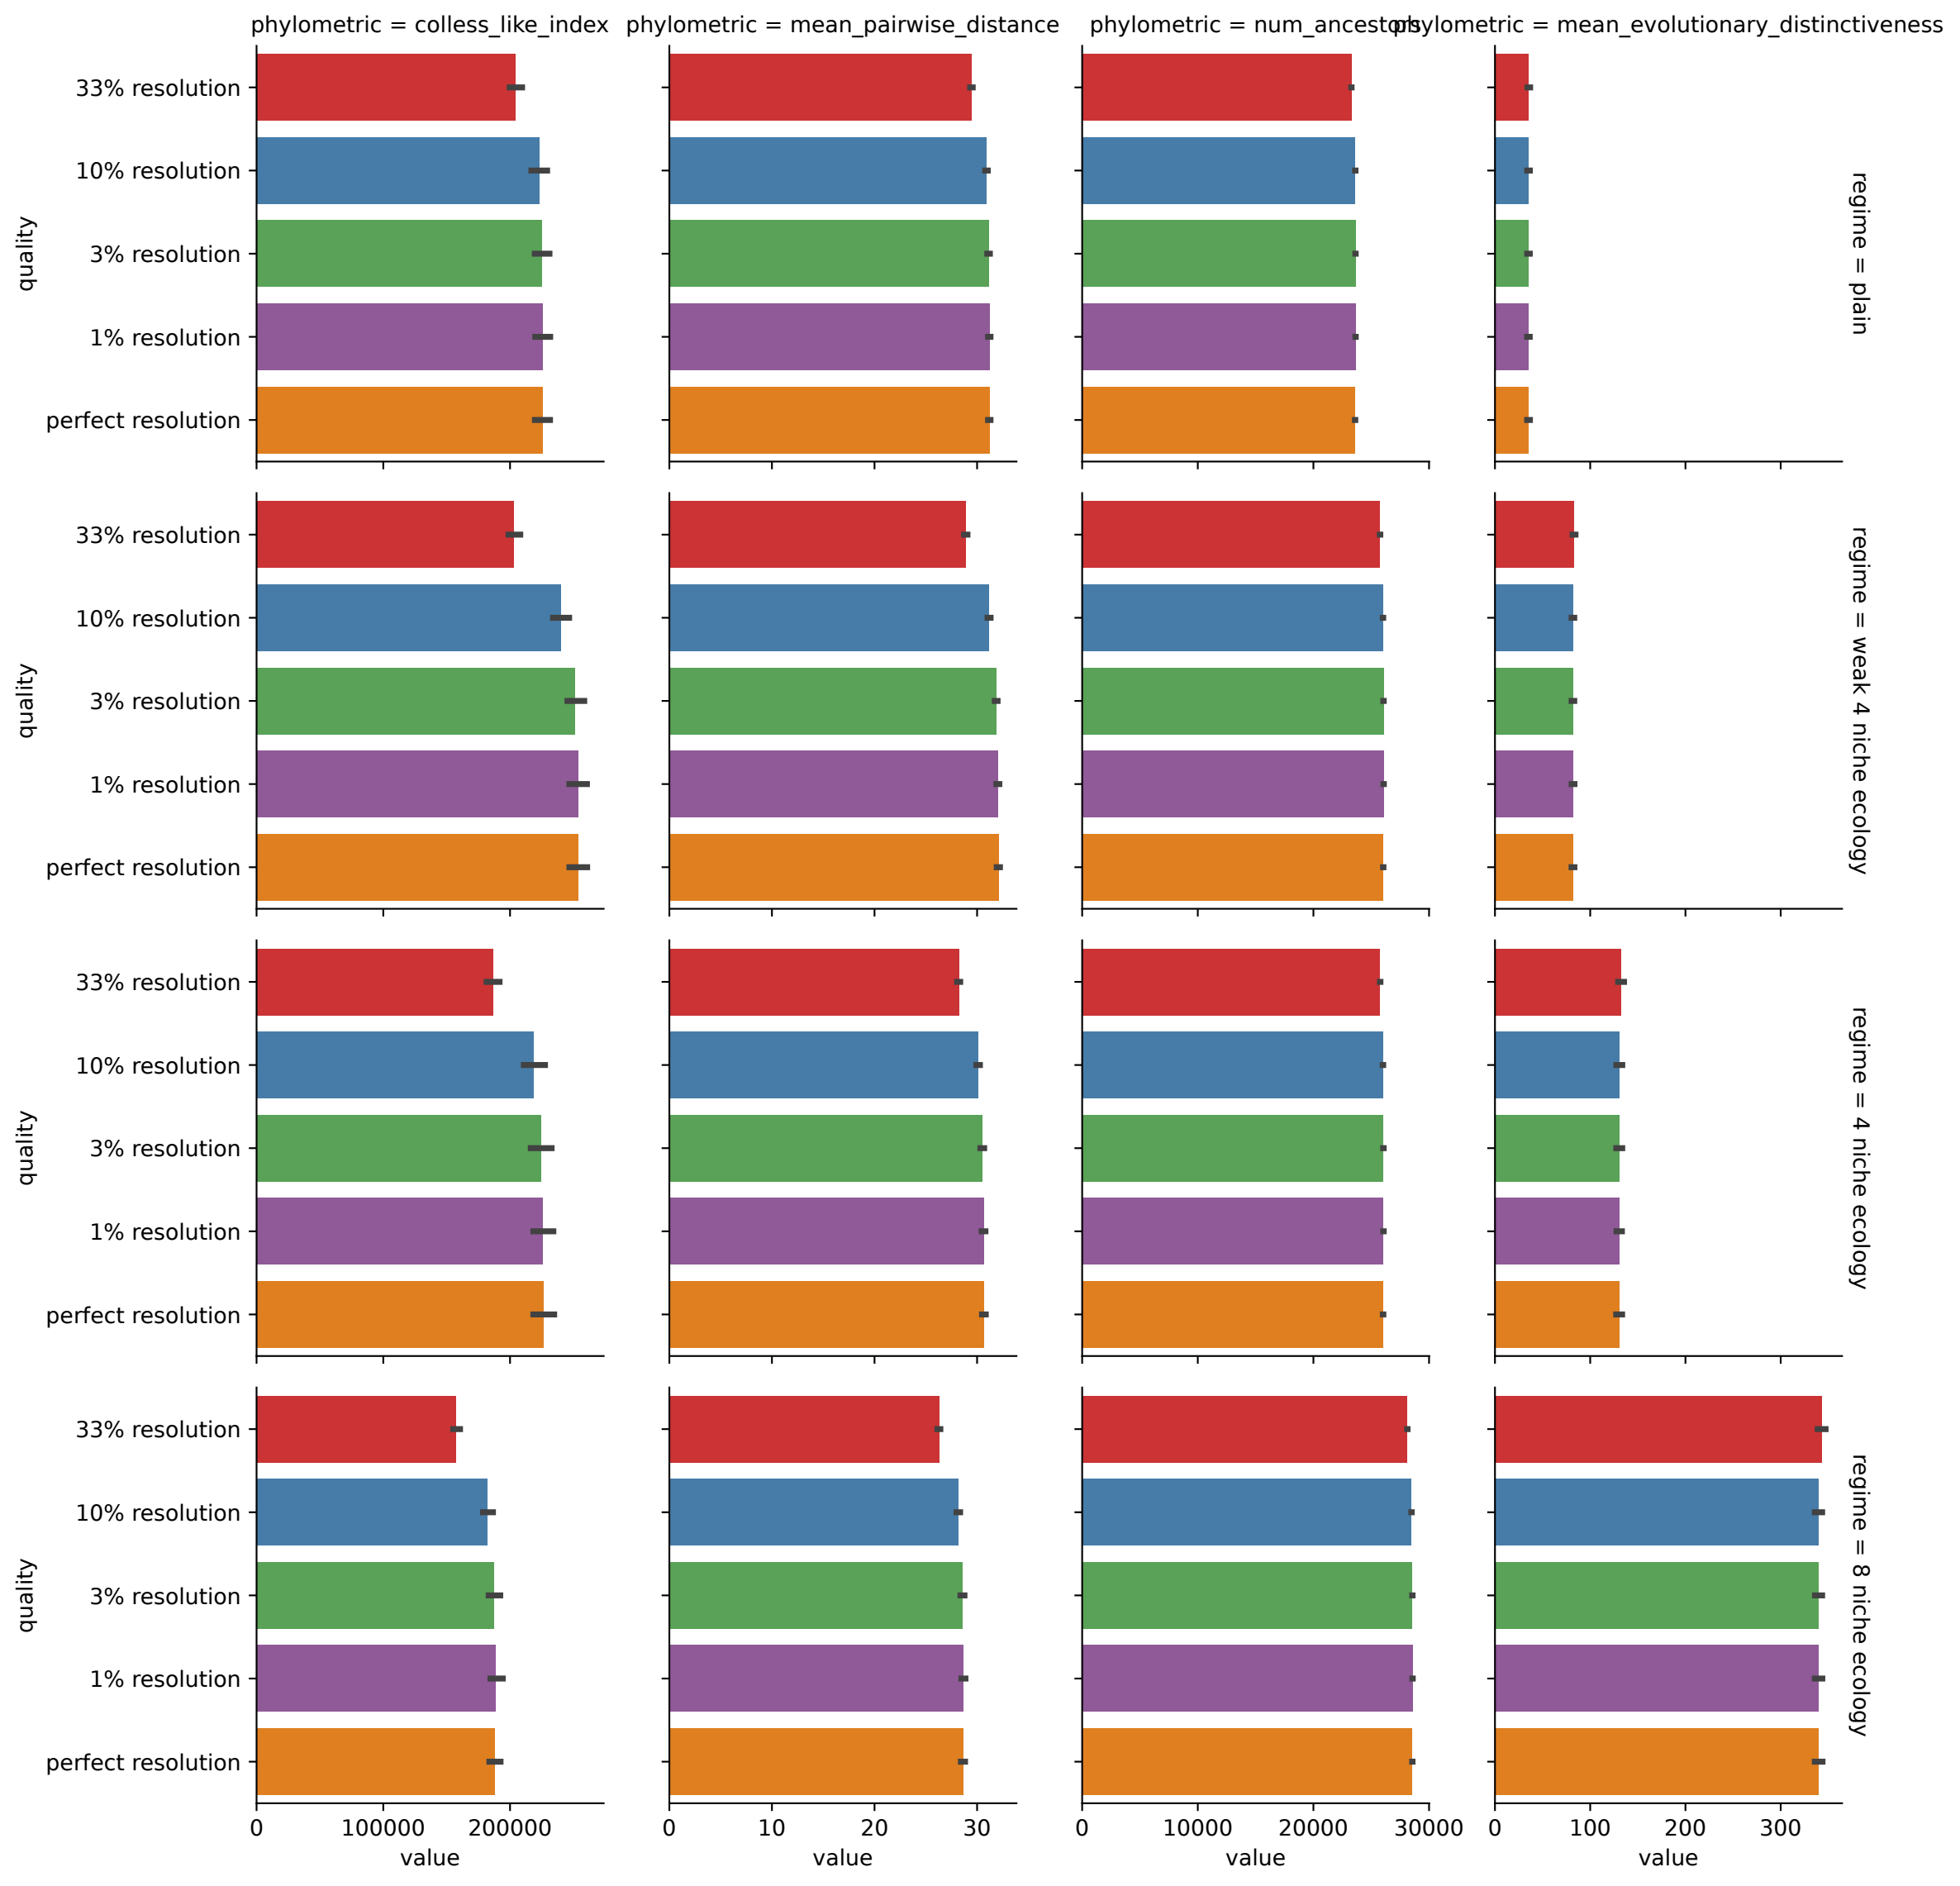 phylometric = colless_like_index
phylometric = mean_pairwise_distance
phylometric = num_ancestors
phylometric = mean_evolutionary_distinctiveness
quality
33% resolution
10% resolution
3% resolution
1% resolution
perfect resolution
regime = plain
quality
33% resolution
10% resolution
3% resolution
1% resolution
perfect resolution
regime = weak 4 niche ecology
quality
33% resolution
10% resolution
3% resolution
1% resolution
perfect resolution
regime = 4 niche ecology
quality
33% resolution
10% resolution
3% resolution
1% resolution
perfect resolution
regime = 8 niche ecology
0 100000 200000
value
0 10 20 30
value
0 10000 20000 30000
value
0 100 200 300
value